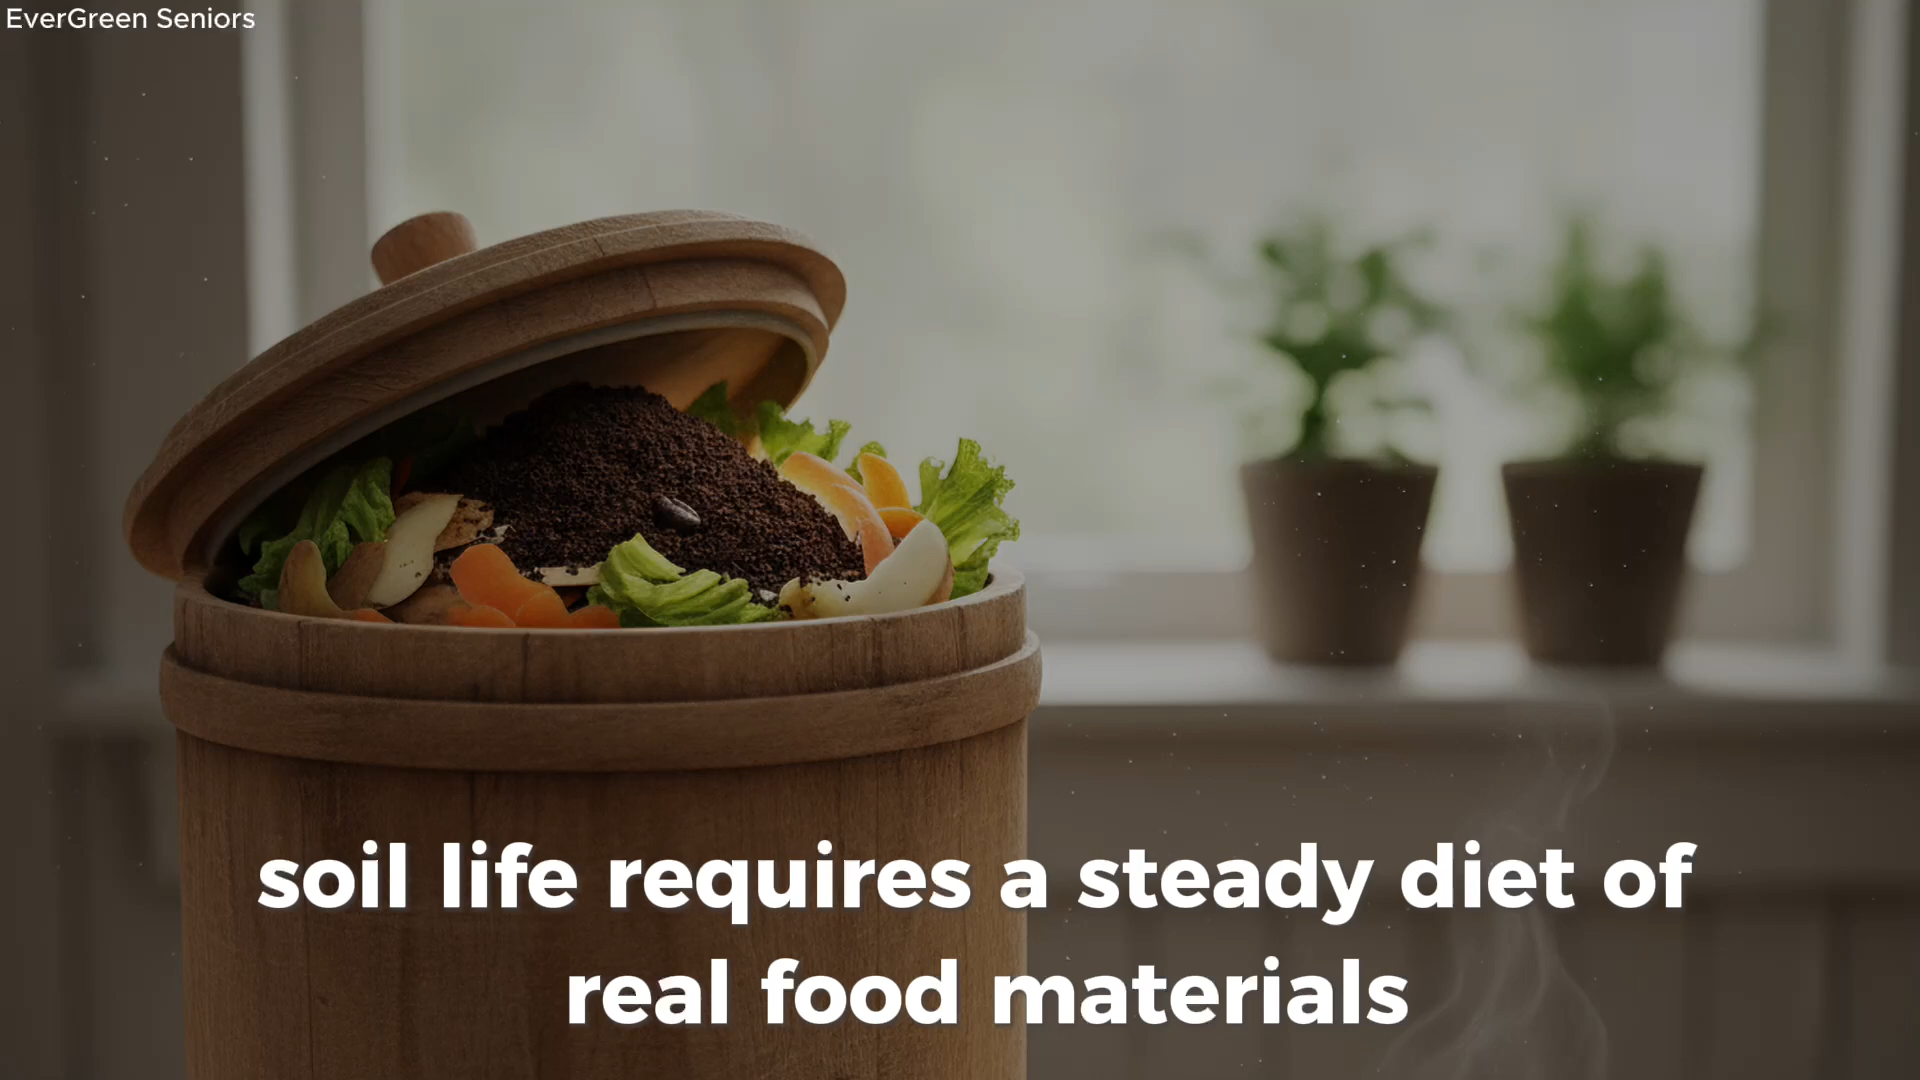 EverGreen Seniors
soil life requires a steady diet of
real food materials